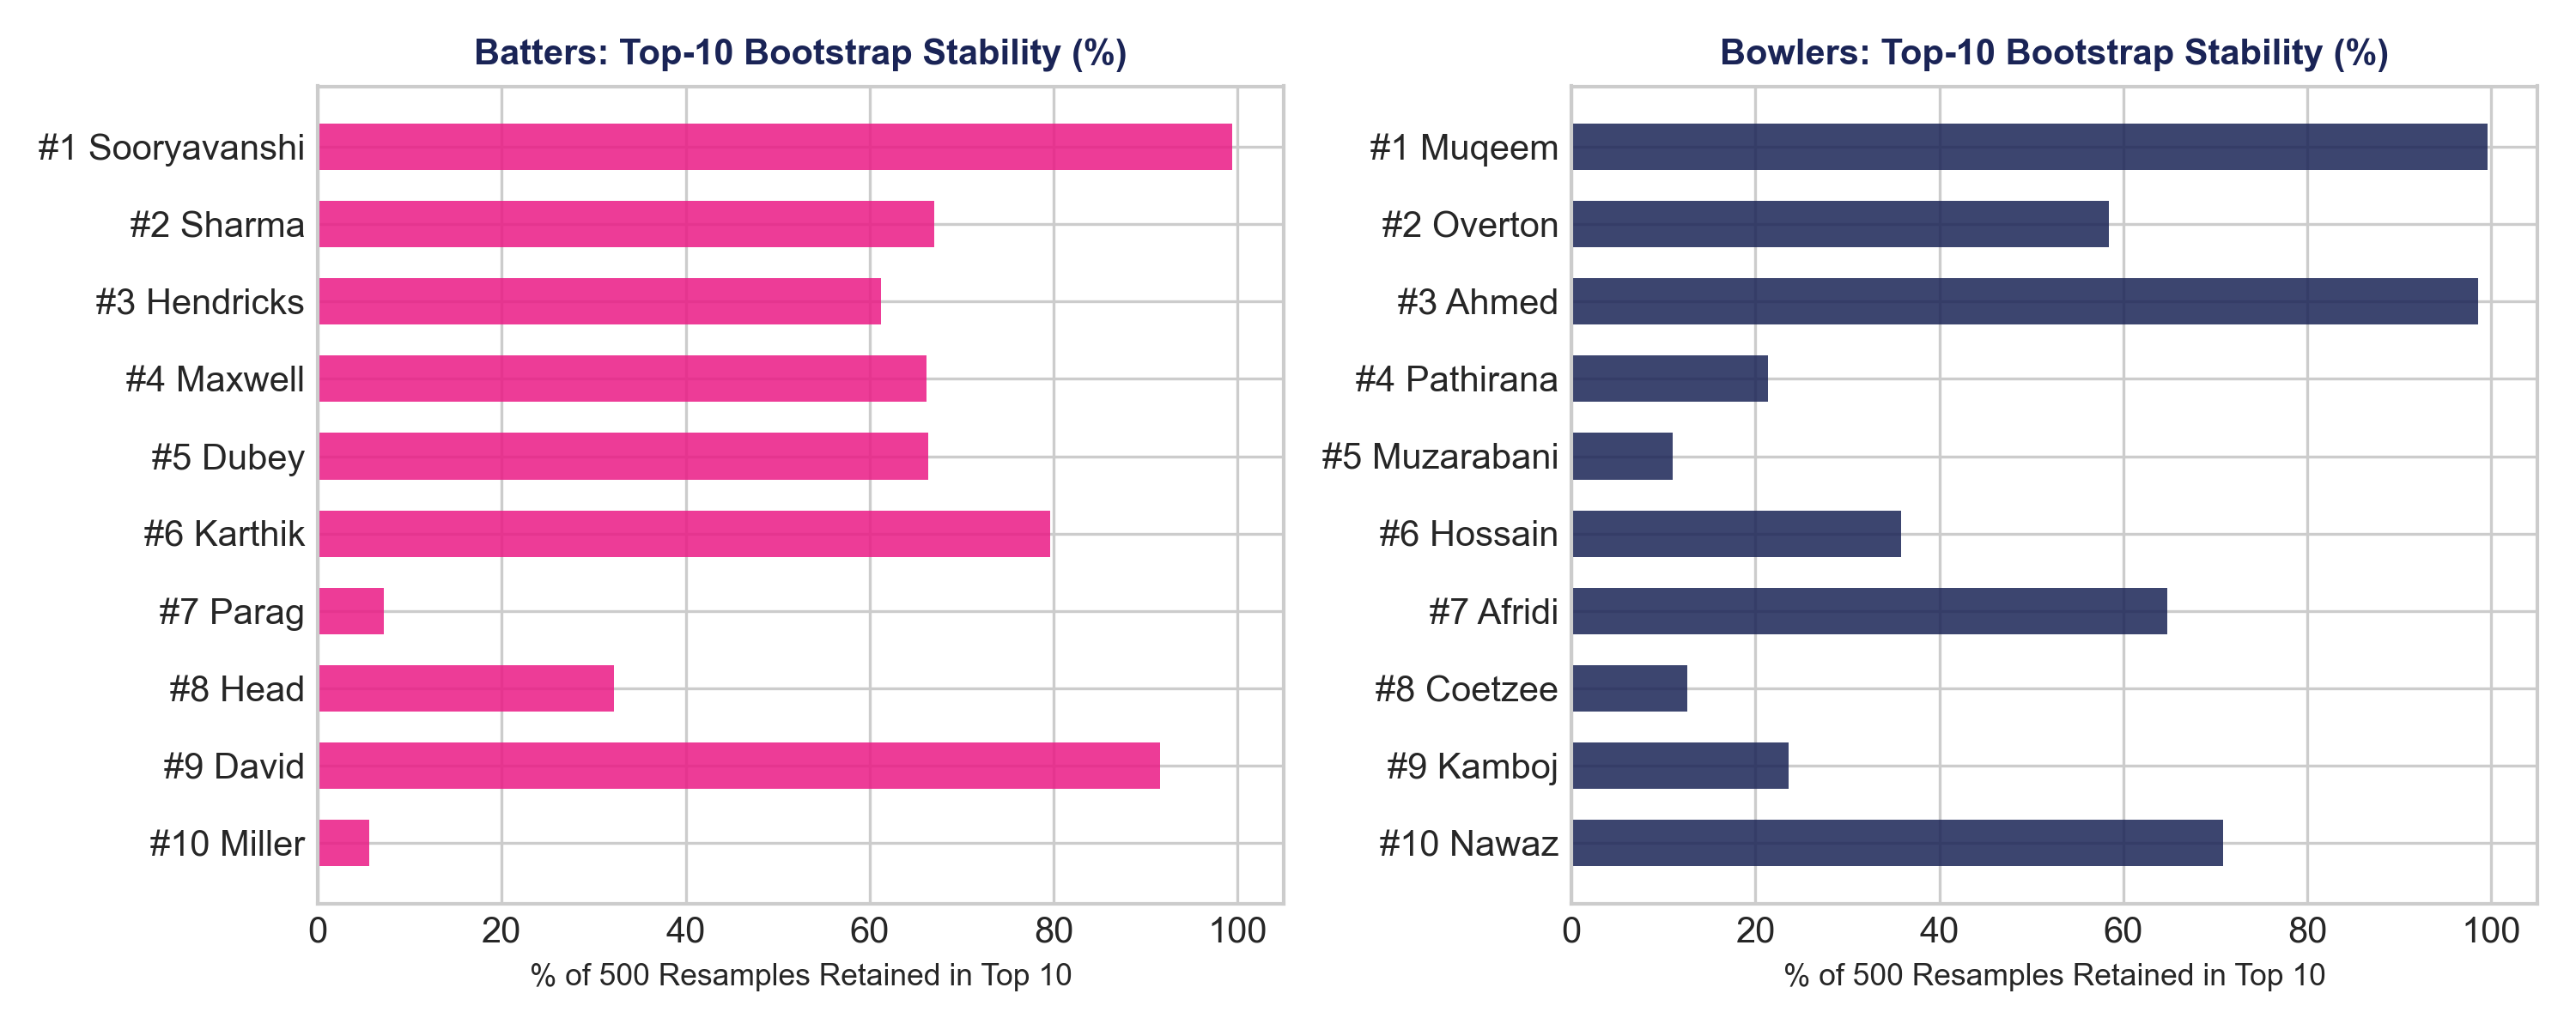 Batters: Top-10 Bootstrap Stability (%)
#1 Sooryavanshi
#2 Sharma
#3 Hendricks
#4 Maxwell
#5 Dubey
#6 Karthik
#7 Parag
#8 Head
#9 David
#10 Miller
0 20 40 60 80 100
% of 500 Resamples Retained in Top 10
Bowlers: Top-10 Bootstrap Stability (%)
#1 Muqeem
#2 Overton
#3 Ahmed
#4 Pathirana
#5 Muzarabani
#6 Hossain
#7 Afridi
#8 Coetzee
#9 Kamboj
#10 Nawaz
0 20 40 60 80 100
% of 500 Resamples Retained in Top 10